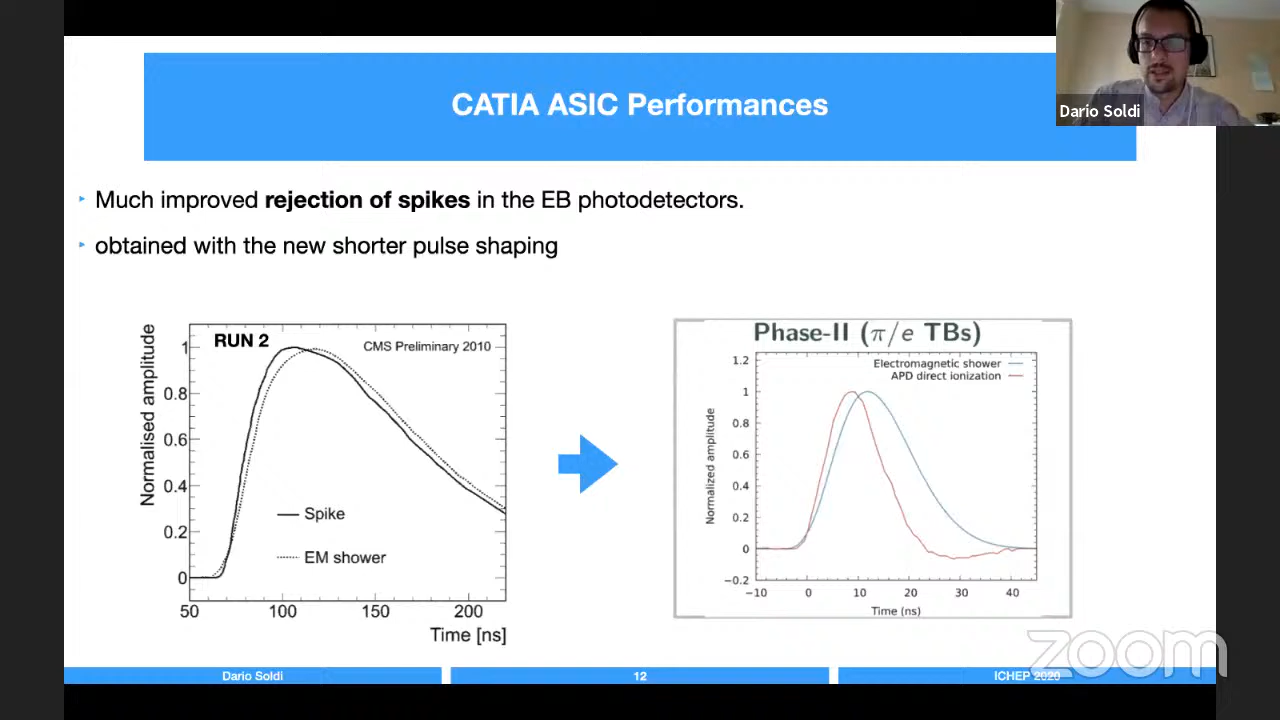 CATIA ASIC Performances
Dario Soldi
Much improved rejection of spikes in the EB photodetectors.
obtained with the new shorter pulse shaping
RUN 2
CMS Preliminary 2010
Normalised amplitude
1
0.8
0.6
0.4
0.2
0
Spike
EM shower
50
100
150
200
Time [ns]
Phase-II (π/e TBs)
Electromagnetic shower
APD direct ionization
Normalized amplitude
1.2
1
0.8
0.6
0.4
0.2
0
−0.2
−10
0
10
20
30
40
Time (ns)
zoom
Dario Soldi
12
ICHEP 2020